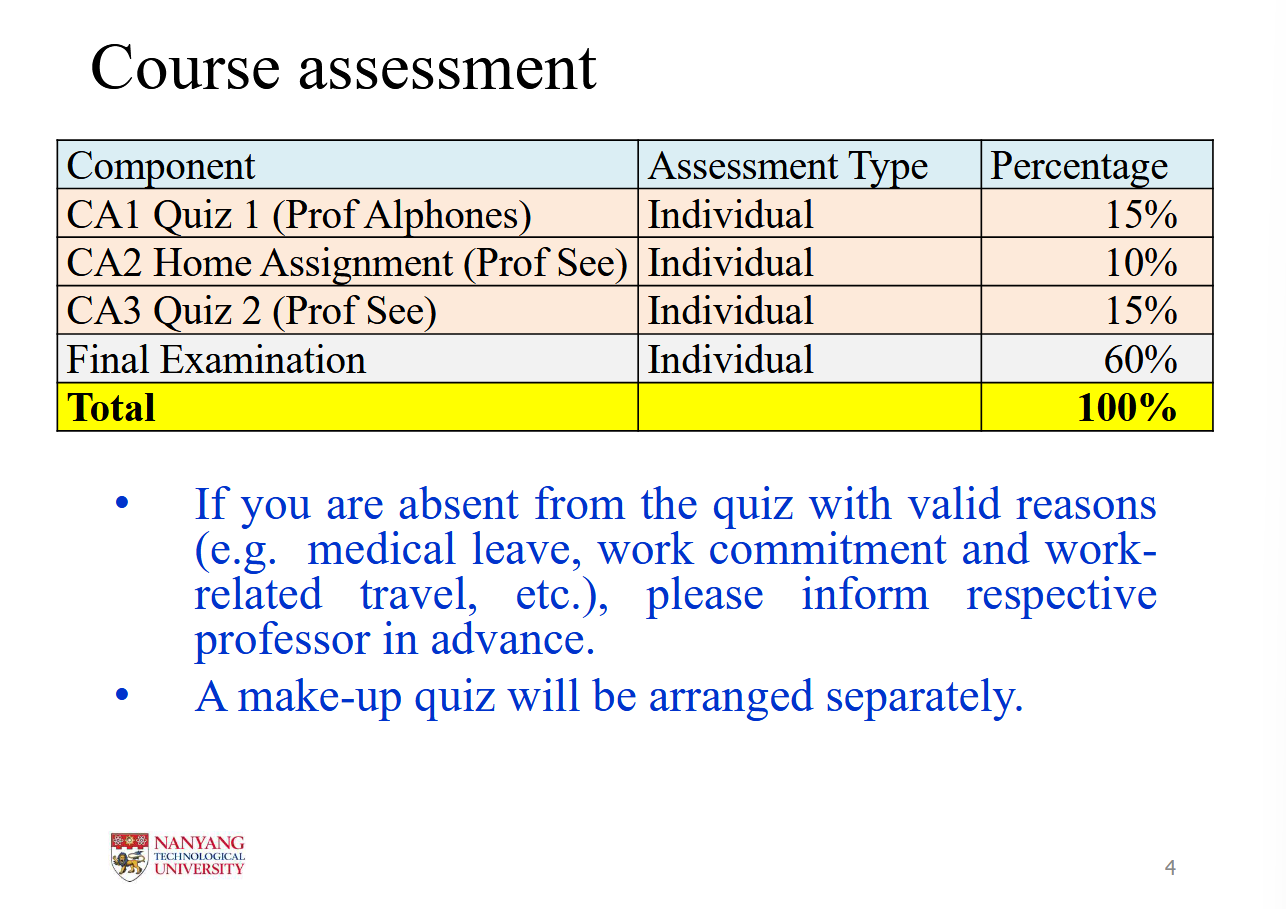 Course assessment
Component Assessment Type Percentage
CA1 Quiz 1 (Prof Alphones) Individual 15%
CA2 Home Assignment (Prof See) Individual 10%
CA3 Quiz 2 (Prof See) Individual 15%
Final Examination Individual 60%
Total 100%
• If you are absent from the quiz with valid reasons
(e.g. medical leave, work commitment and work-
related travel, etc.), please inform respective
professor in advance.
• A make-up quiz will be arranged separately.
NANYANG
TECHNOLOGICAL
UNIVERSITY
4